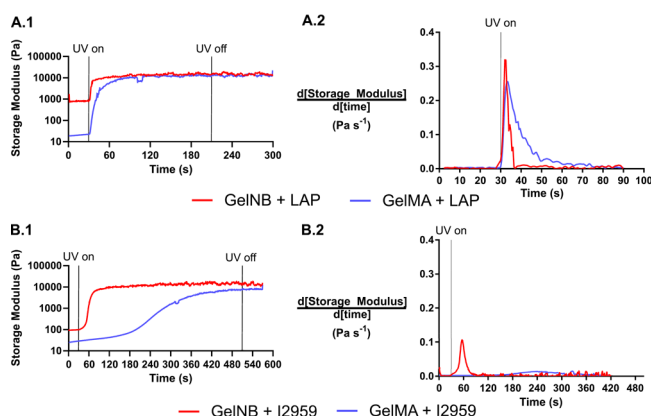 A.1
UV on
UV off
Storage Modulus (Pa)
100000
10000
1000
100
10
0 60 120 180 240 300
Time (s)
A.2
UV on
d[Storage Modulus]
d[time]
(Pa s-1)
0.4
0.3
0.2
0.1
0.0
0 10 20 30 40 50 60 70 80 90 100
Time (s)
GelNB + LAP
GelMA + LAP
B.1
UV on
UV off
Storage Modulus (Pa)
100000
10000
1000
100
10
0 60 120 180 240 300 360 420 480 540 600
Time (s)
B.2
UV on
d[Storage Modulus]
d[time]
(Pa s-1)
0.4
0.3
0.2
0.1
0.0
0 60 120 180 240 300 360 420 480
Time (s)
GelNB + I2959
GelMA + I2959